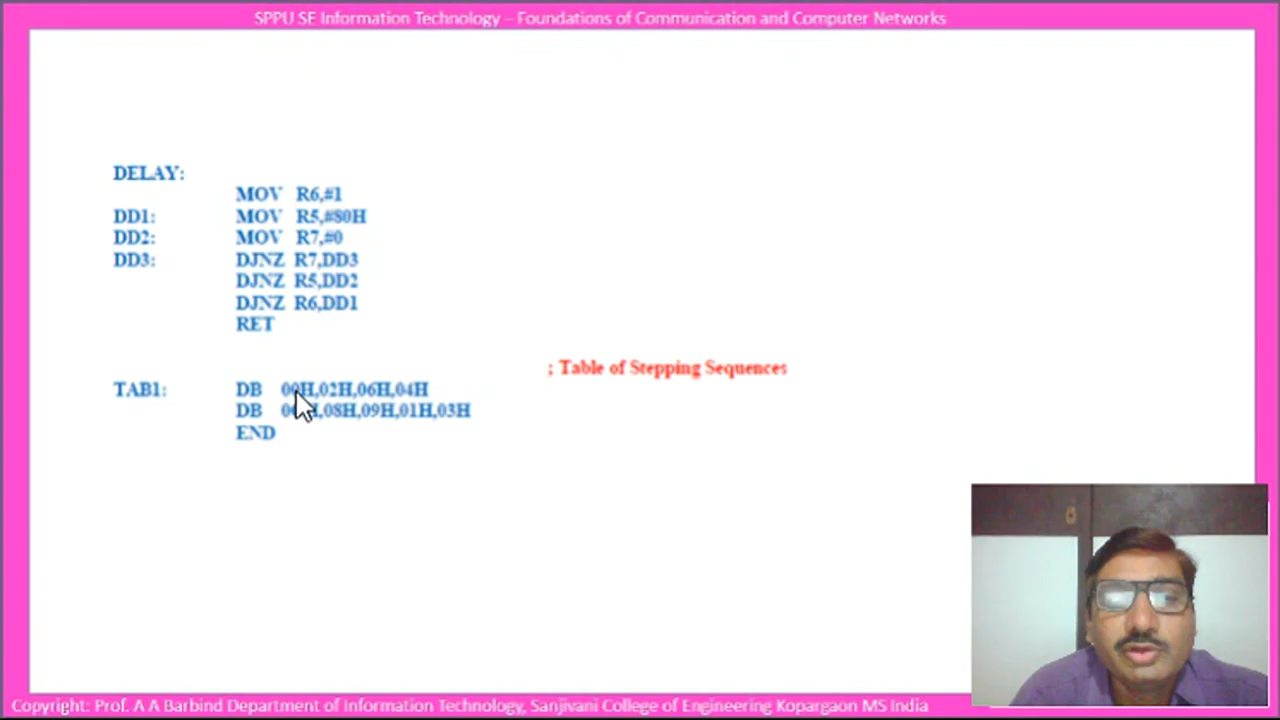 SPPU SE Information Technology – Foundations of Communication and Computer Networks
DELAY:
MOV R6,#1
DD1: MOV R5,#80H
DD2: MOV R7,#0
DD3: DJNZ R7,DD3
DJNZ R5,DD2
DJNZ R6,DD1
RET
; Table of Stepping Sequences
TAB1: DB 00H,02H,06H,04H
DB ,08H,09H,01H,03H
END
Copyright: Prof. A A Barbind Department of Information Technology, Sanjivani College of Engineering Kopargaon MS India